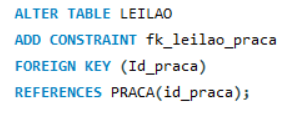 ALTER TABLE LEILAO
ADD CONSTRAINT fk_leilao_praca
FOREIGN KEY (Id_praca)
REFERENCES PRACA(id_praca);